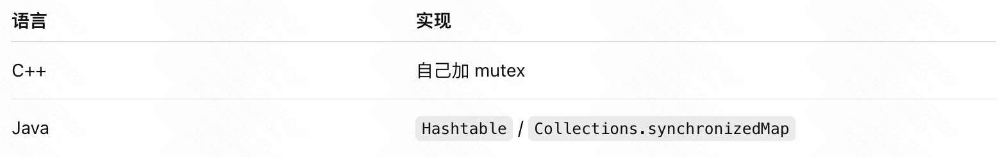 语言 实现
C++ 自己加 mutex
Java Hashtable / Collections.synchronizedMap